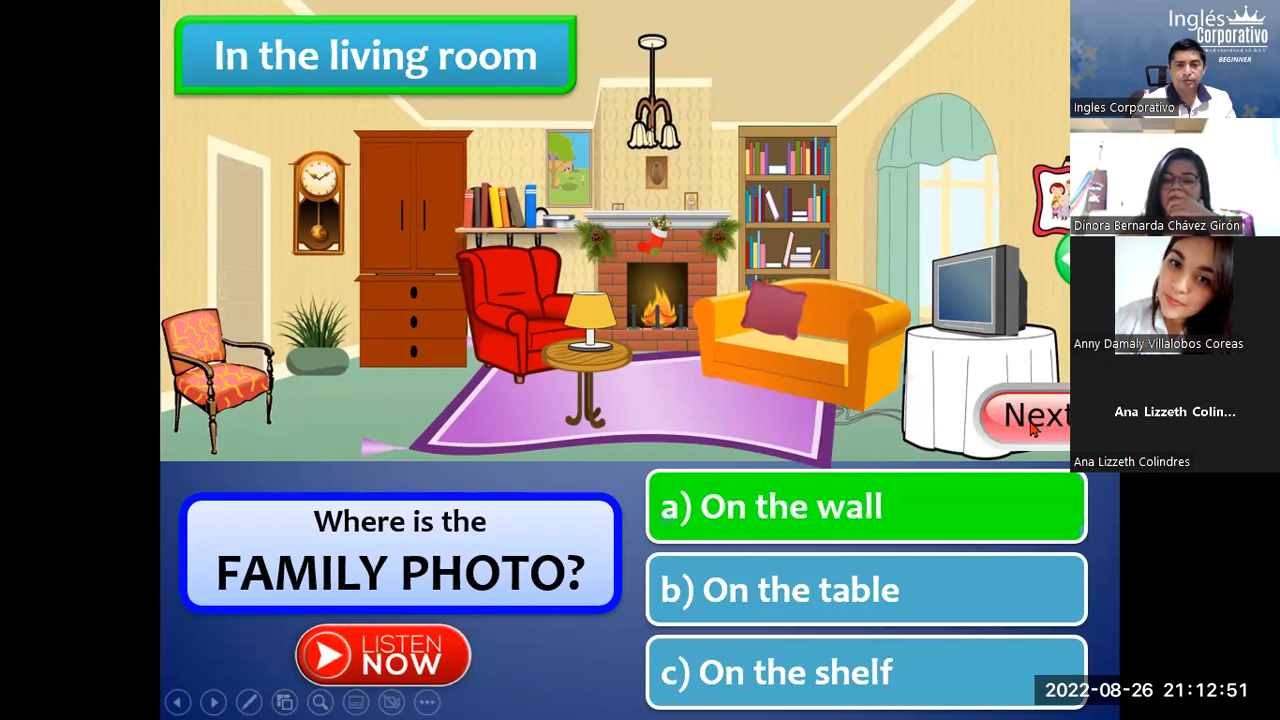 In the living room
Next
Where is the
FAMILY PHOTO?
LISTEN
NOW
a) On the wall
b) On the table
c) On the shelf
Inglés
Corporativo
BEGINNER
Ingles Corporativo
Dinora Bernarda Chávez Girón
Anny Damaly Villalobos Coreas
Ana Lizzeth Colin...
Ana Lizzeth Colindres
2022-08-26 21:12:51